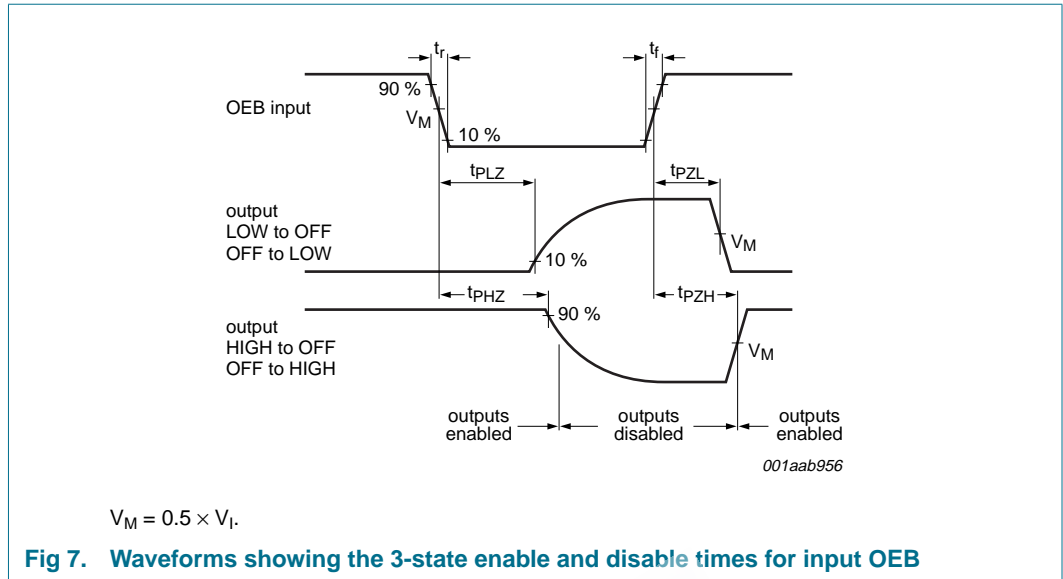 tr
tf
90 %
OEB input
VM
10 %
tPLZ
tPZL
output
LOW to OFF
OFF to LOW
VM
10 %
tPHZ
tPZH
90 %
output
HIGH to OFF
OFF to HIGH
VM
outputs enabled
outputs disabled
outputs enabled
001aab956
VM = 0.5 × VI.
Fig 7. Waveforms showing the 3-state enable and disable times for input OEB